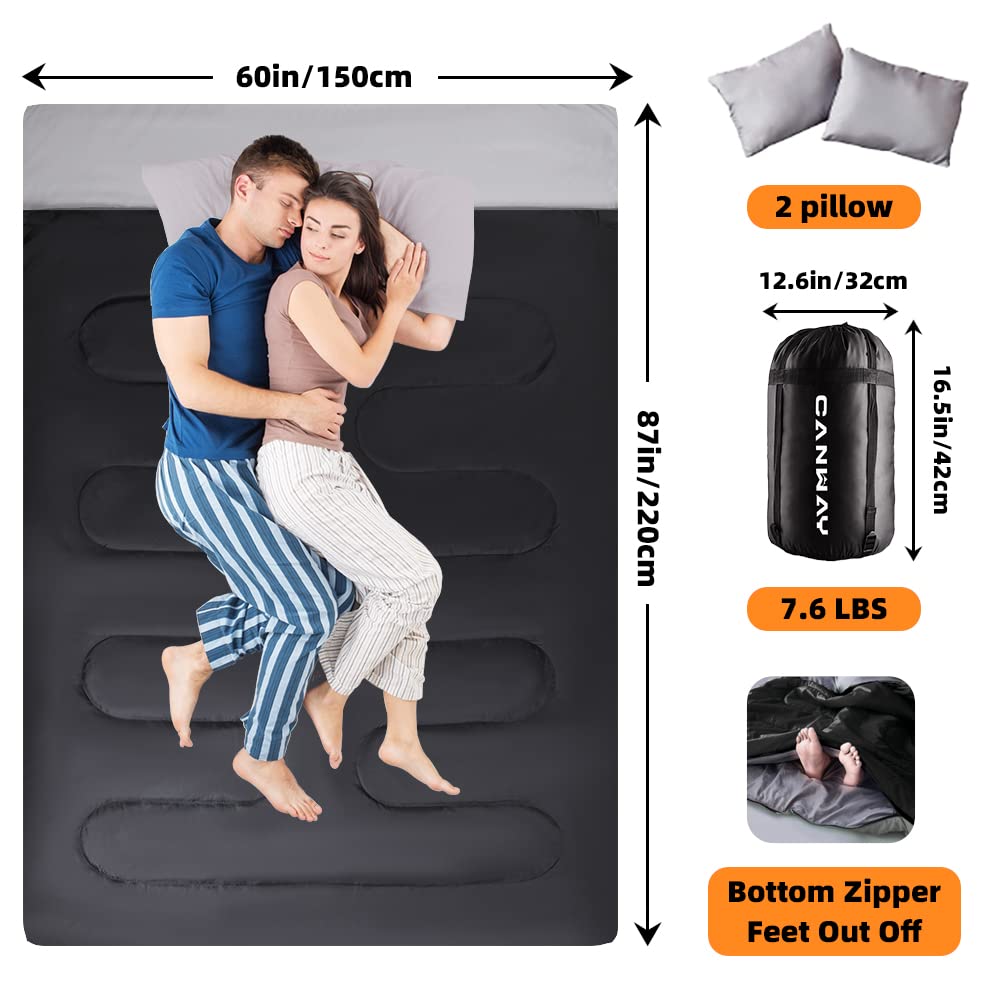 60in/150cm
2 pillow
12.6in/32cm
87in/220cm
CANWAY
16.5in/42cm
7.6 LBS
Bottom Zipper
Feet Out Off